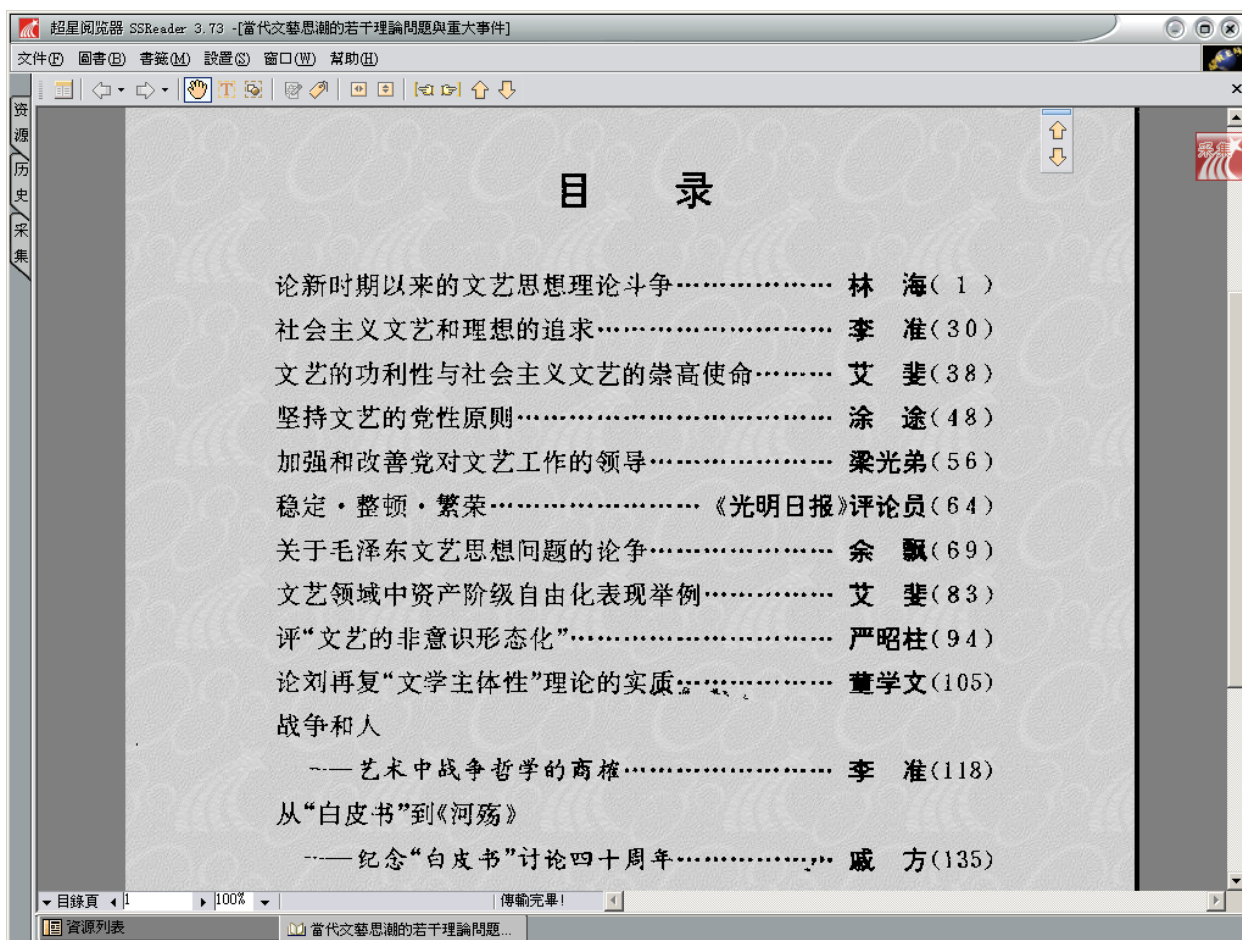 超星阅览器 SSReader 3.73 -[當代文藝思潮的若干理論問題與重大事件]
文件(F) 圖書(B) 書籤(M) 設置(S) 窗口(W) 幫助(H)
资源
历史
采集
采集
目 录
论新时期以来的文艺思想理论斗争……………… 林 海( 1 )
社会主义文艺和理想的追求……………………… 李 准(30)
文艺的功利性与社会主义文艺的崇高使命……… 艾 斐(38)
坚持文艺的党性原则……………………………… 涂 途(48)
加强和改善党对文艺工作的领导………………… 梁光弟(56)
稳定·整顿·繁荣……………………《光明日报》评论员(64)
关于毛泽东文艺思想问题的论争………………… 余 飘(69)
文艺领域中资产阶级自由化表现举例…………… 艾 斐(83)
评“文艺的非意识形态化”………………………… 严昭柱(94)
论刘再复“文学主体性”理论的实质……………… 董学文(105)
战争和人
——艺术中战争哲学的商榷…………………… 李 准(118)
从“白皮书”到《河殇》
——纪念“白皮书”讨论四十周年……………… 戚 方(135)
目錄頁 1 100% 傳輸完畢!
資源列表 當代文藝思潮的若干理論問題...